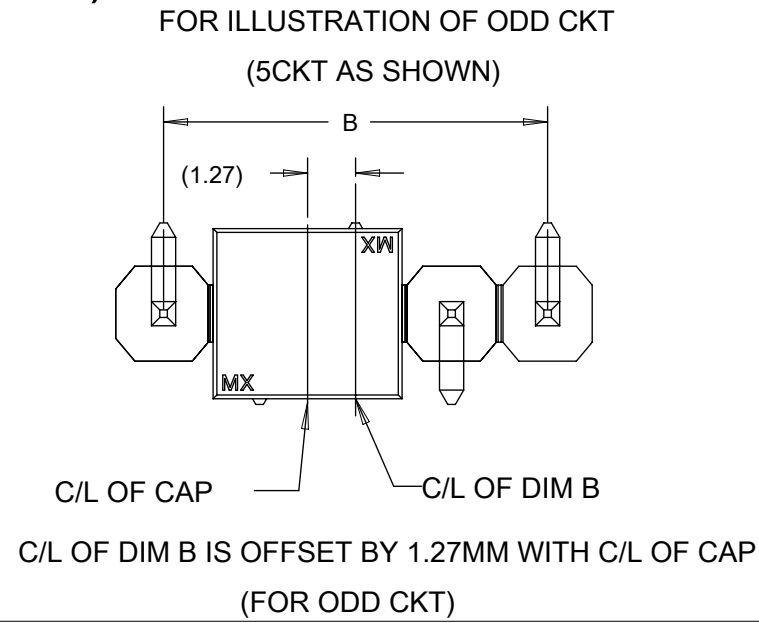 )
FOR ILLUSTRATION OF ODD CKT
(5CKT AS SHOWN)
B
(1.27)
MX
MX
C/L OF CAP
C/L OF DIM B
C/L OF DIM B IS OFFSET BY 1.27MM WITH C/L OF CAP
(FOR ODD CKT)